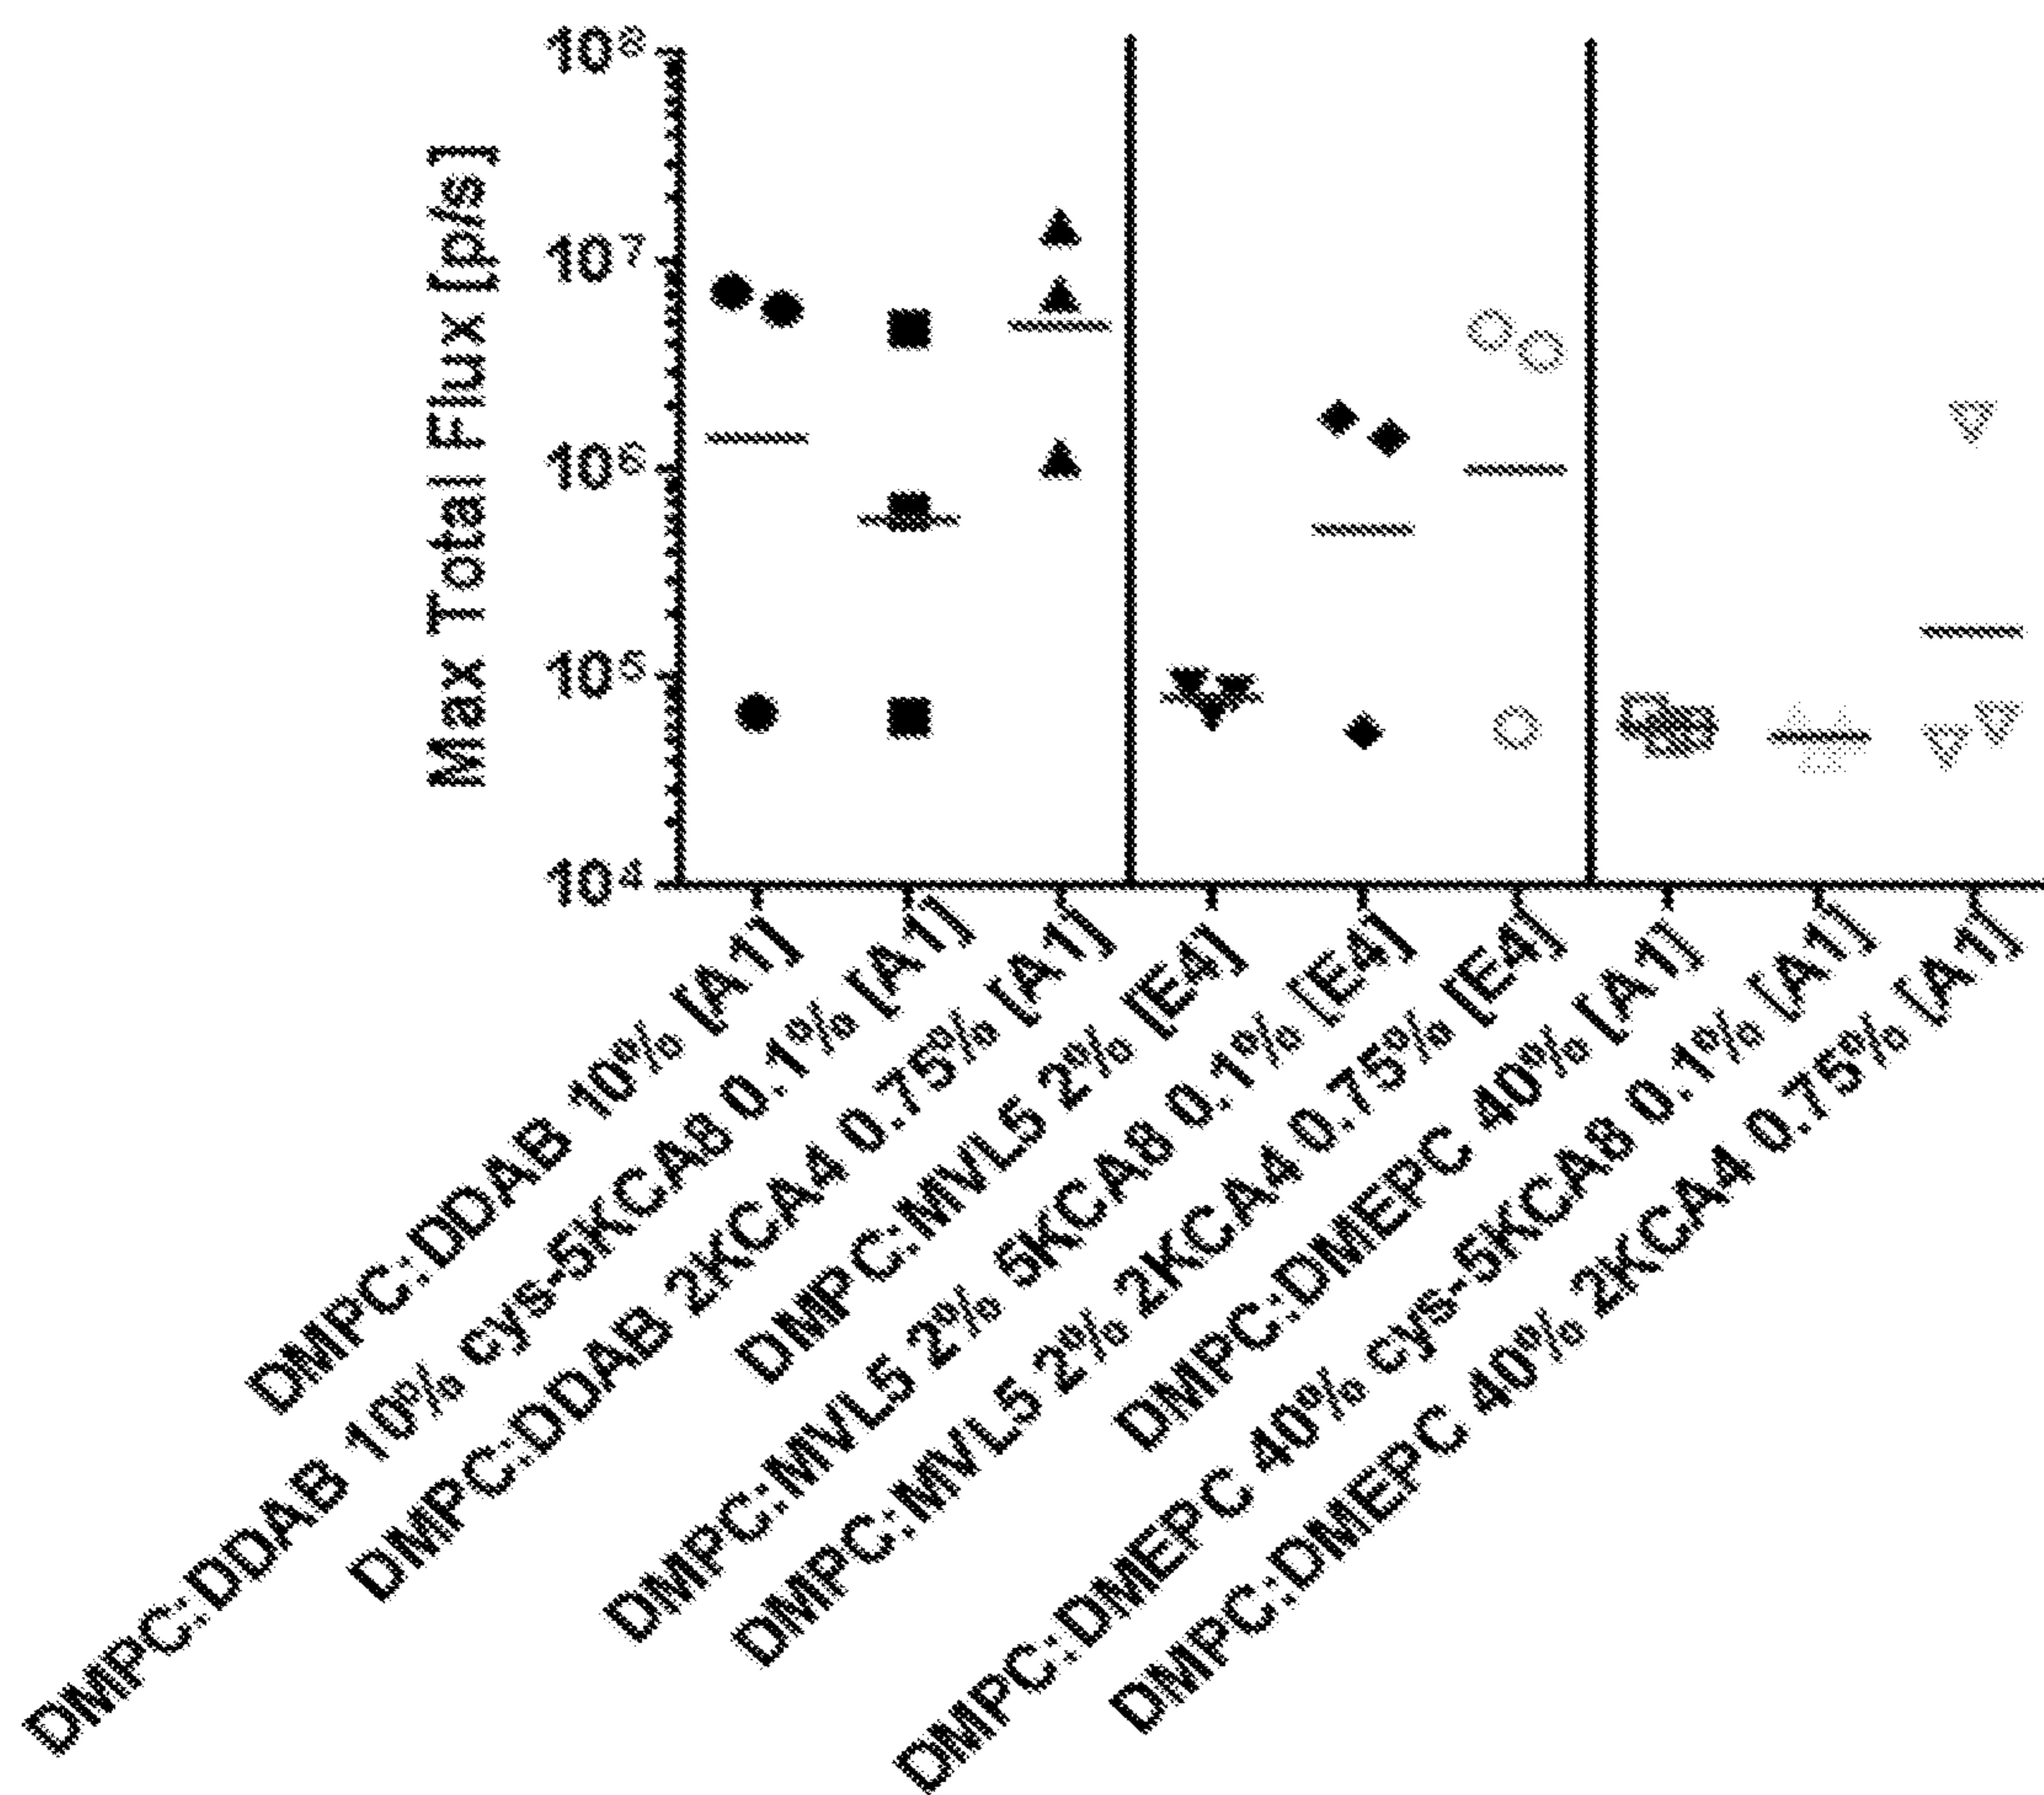 Max Total Flux [p/s]
10⁸
10⁷
10⁶
10⁵
10⁴
DMPC:DDAB 10% [A1]
DMPC:DDAB 10% cys-5KCA8 0.1% [A1]
DMPC:DDAB 2KCA4 0.75% [A1]
DMPC:MVL5 2% [E4]
DMPC:MVL5 2% 5KCA8 0.1% [E4]
DMPC:MVL5 2% 2KCA4 0.75% [E4]
DMPC:DMEPC 40% [A1]
DMPC:DMEPC 40% cys-5KCA8 0.1% [A1]
DMPC:DMEPC 40% 2KCA4 0.75% [A1]